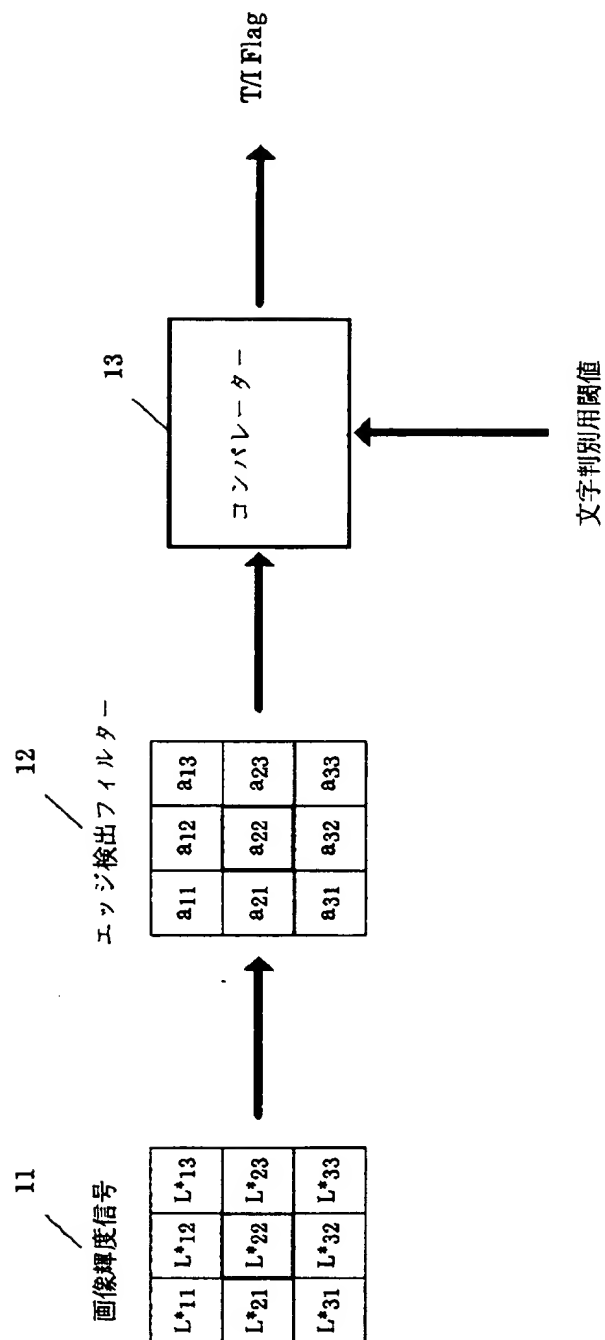 11
画像輝度信号
L*11 L*12 L*13
L*21 L*22 L*23
L*31 L*32 L*33
12
エッジ検出フィルター
a11 a12 a13
a21 a22 a23
a31 a32 a33
13
コンパレーター
文字判別用閾値
T/I Flag